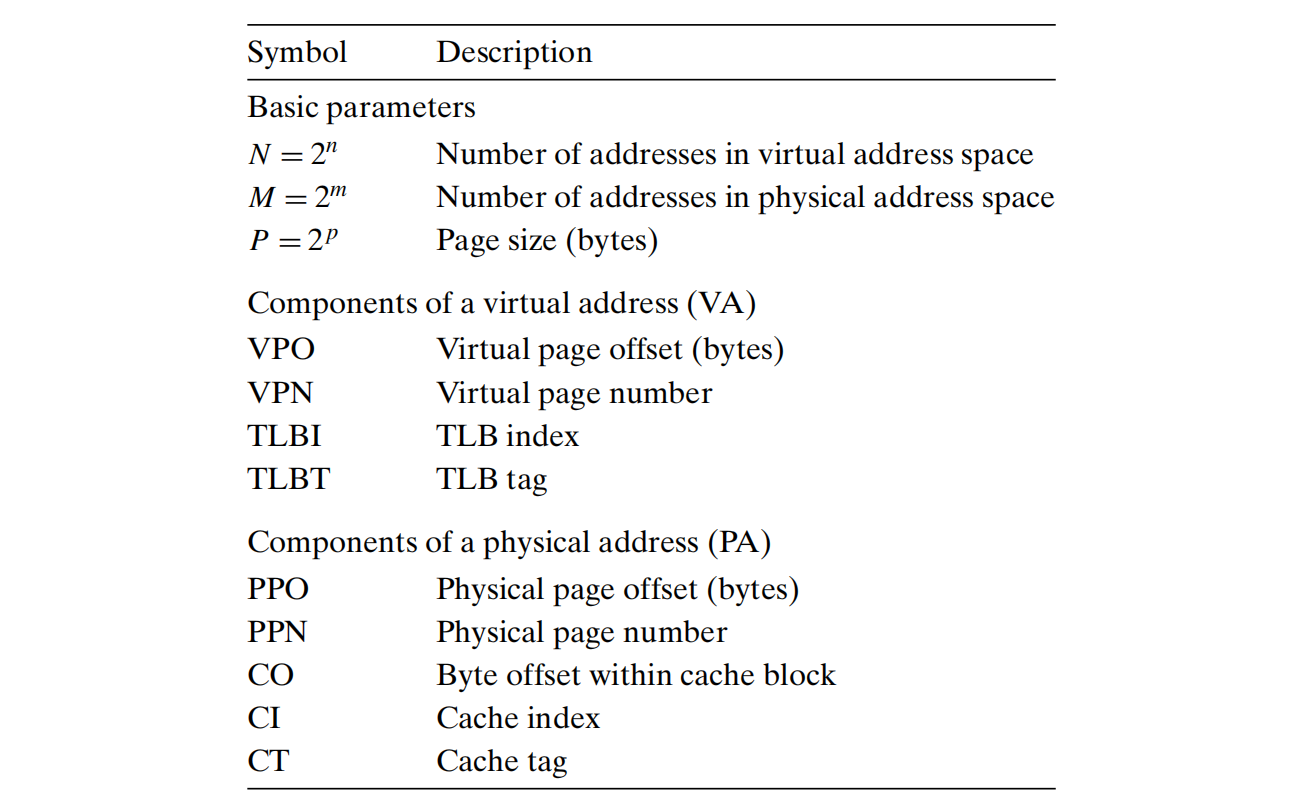 Symbol Description
Basic parameters
N = 2ⁿ Number of addresses in virtual address space
M = 2ᵐ Number of addresses in physical address space
P = 2ᵖ Page size (bytes)
Components of a virtual address (VA)
VPO Virtual page offset (bytes)
VPN Virtual page number
TLBI TLB index
TLBT TLB tag
Components of a physical address (PA)
PPO Physical page offset (bytes)
PPN Physical page number
CO Byte offset within cache block
CI Cache index
CT Cache tag